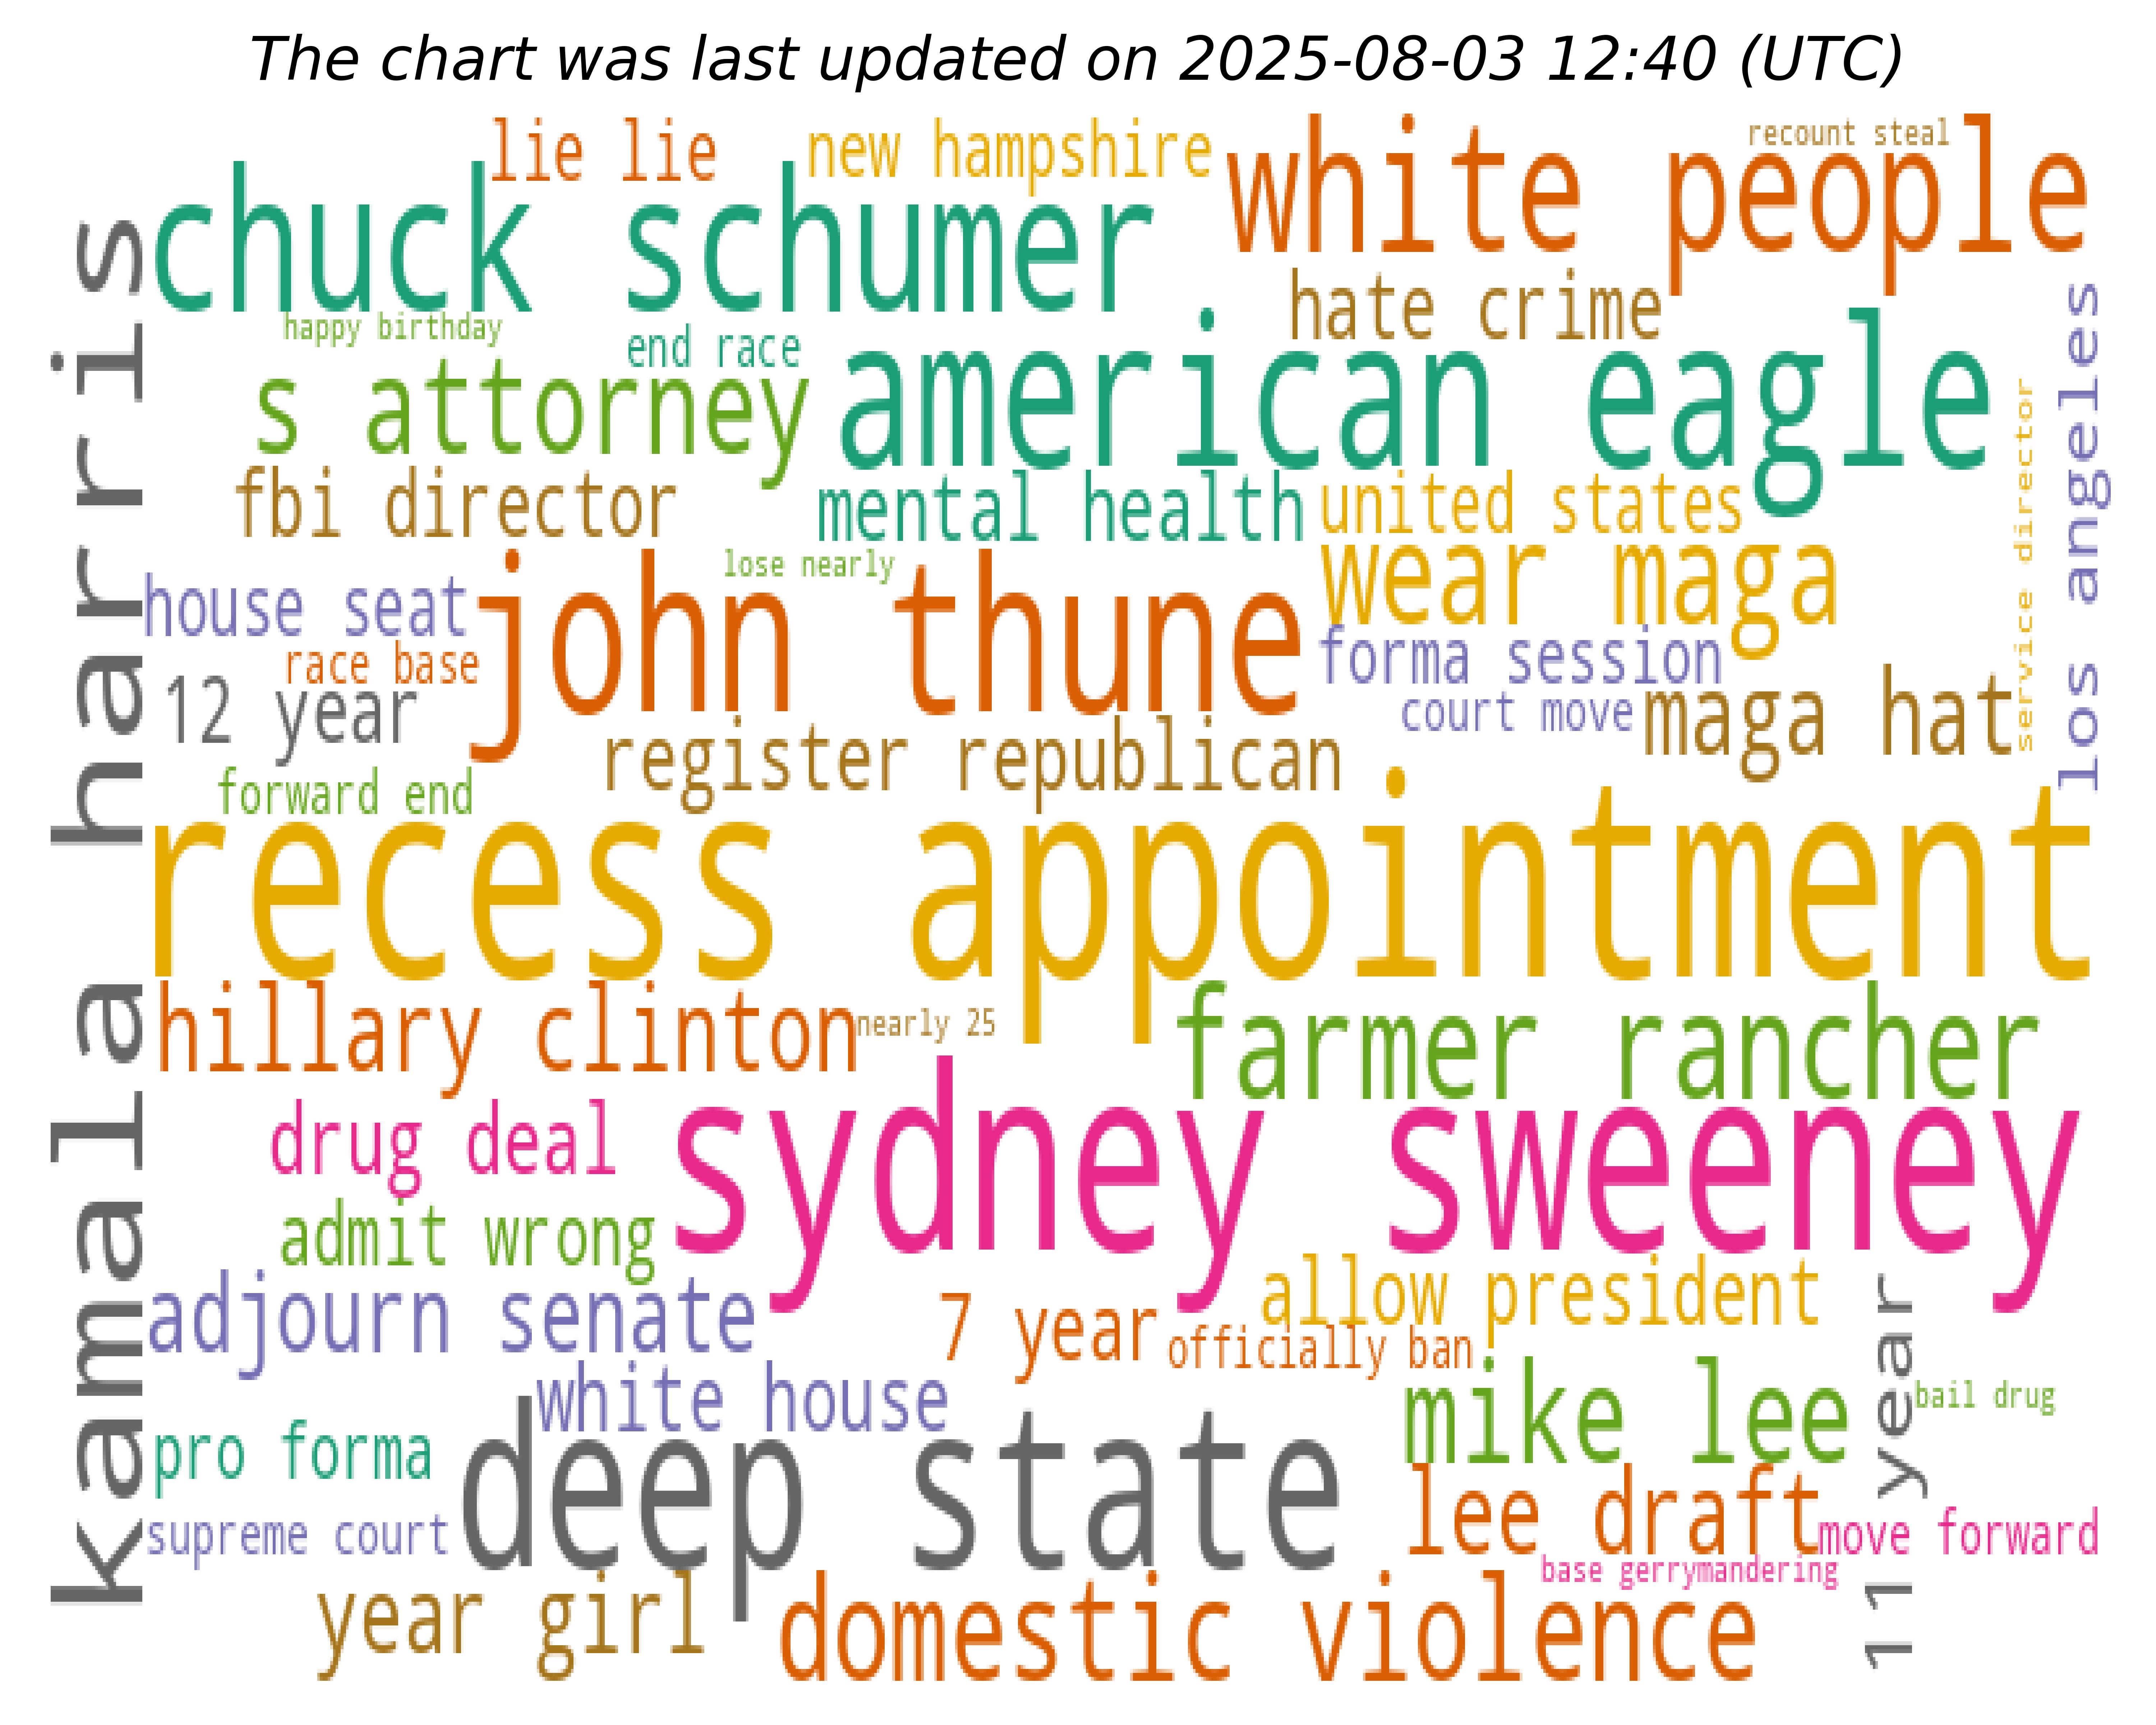 The chart was last updated on 2025-08-03 12:40 (UTC)
lie lie
new hampshire
white people
recount steal
chuck schumer
kamala harris
hate crime
los angeles
happy birthday
end race
american eagle
s attorney
service director
fbi director
mental health
united states
wear maga
lose nearly
john thune
house seat
race base
forma session
12 year
court move
maga hat
register republican
forward end
recess appointment
hillary clinton
nearly 25
farmer rancher
drug deal
sydney sweeney
admit wrong
allow president
adjourn senate
7 year
officially ban
11 year
white house
mike lee
bail drug
pro forma
deep state
lee draft
supreme court
move forward
base gerrymandering
year girl
domestic violence